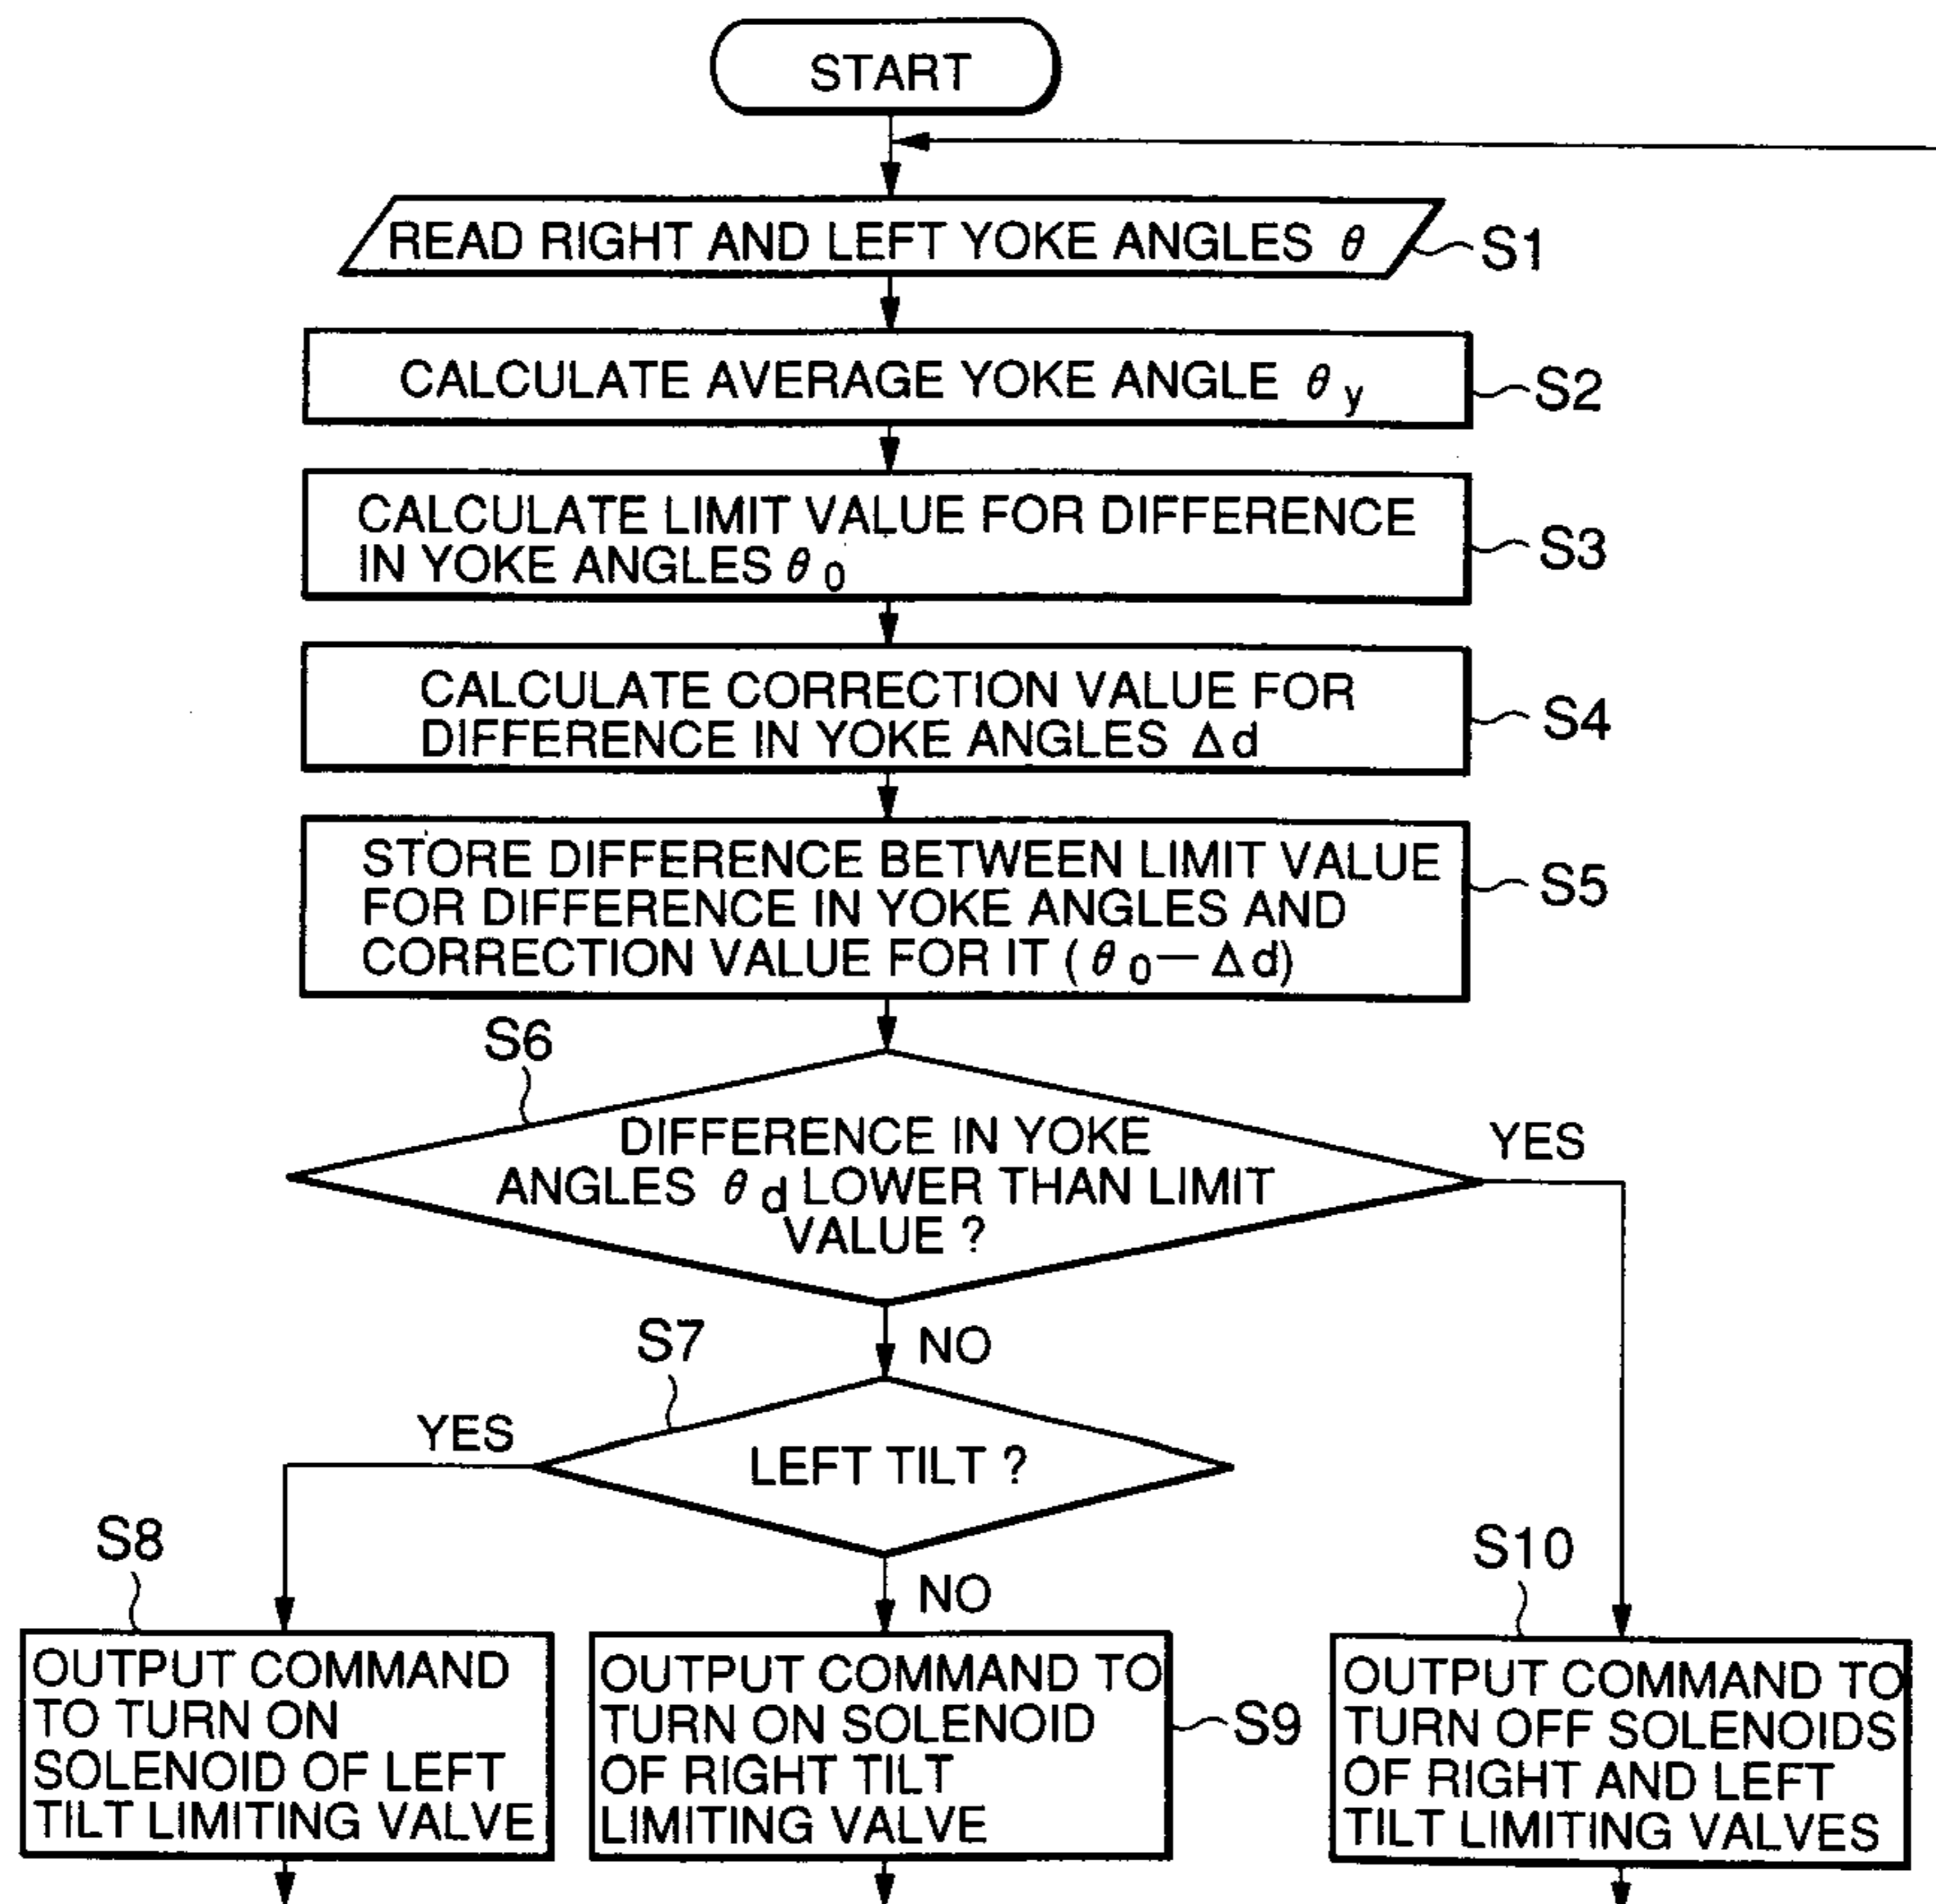 START
READ RIGHT AND LEFT YOKE ANGLES θ
S1
CALCULATE AVERAGE YOKE ANGLE θy
S2
CALCULATE LIMIT VALUE FOR DIFFERENCE
IN YOKE ANGLES θ0
S3
CALCULATE CORRECTION VALUE FOR
DIFFERENCE IN YOKE ANGLES Δd
S4
STORE DIFFERENCE BETWEEN LIMIT VALUE
FOR DIFFERENCE IN YOKE ANGLES AND
CORRECTION VALUE FOR IT (θ0—Δd)
S5
S6
DIFFERENCE IN YOKE
ANGLES θd LOWER THAN LIMIT
VALUE ?
YES
NO
S7
LEFT TILT ?
YES
NO
S8
OUTPUT COMMAND
TO TURN ON
SOLENOID OF LEFT
TILT LIMITING VALVE
OUTPUT COMMAND TO
TURN ON SOLENOID
OF RIGHT TILT
LIMITING VALVE
S9
S10
OUTPUT COMMAND TO
TURN OFF SOLENOIDS
OF RIGHT AND LEFT
TILT LIMITING VALVES